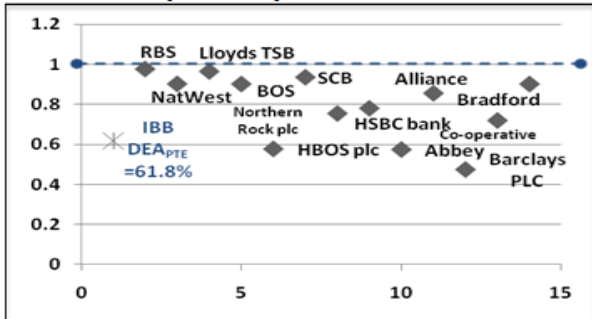 1.2
1
0.8
0.6
0.4
0.2
0
RBS
Lloyds TSB
NatWest
BOS
SCB
Alliance
Bradford
Northern
Rock plc
HSBC bank
Co-operative
IBB
DEAPTE
=61.8%
HBOS plc
Abbey
Barclays
PLC
0
5
10
15